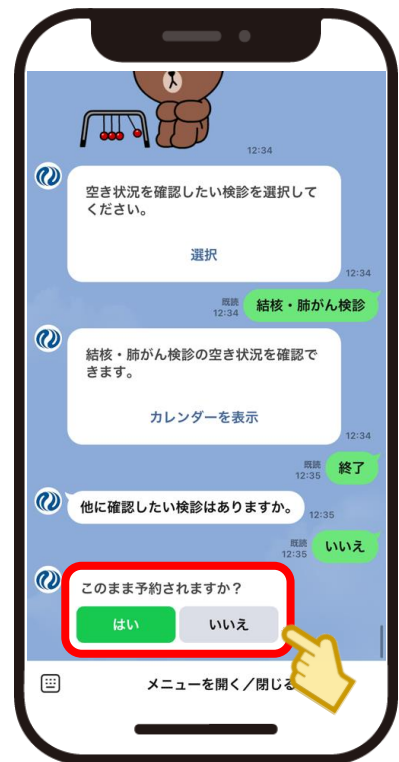 12:34
空き状況を確認したい検診を選択して
ください。
選択
12:34
既読
12:34
結核・肺がん検診
結核・肺がん検診の空き状況を確認で
きます。
カレンダーを表示
12:34
既読
12:35
終了
他に確認したい検診はありますか。
12:35
既読
12:35
いいえ
このまま予約されますか？
はい
いいえ
メニューを開く／閉じる